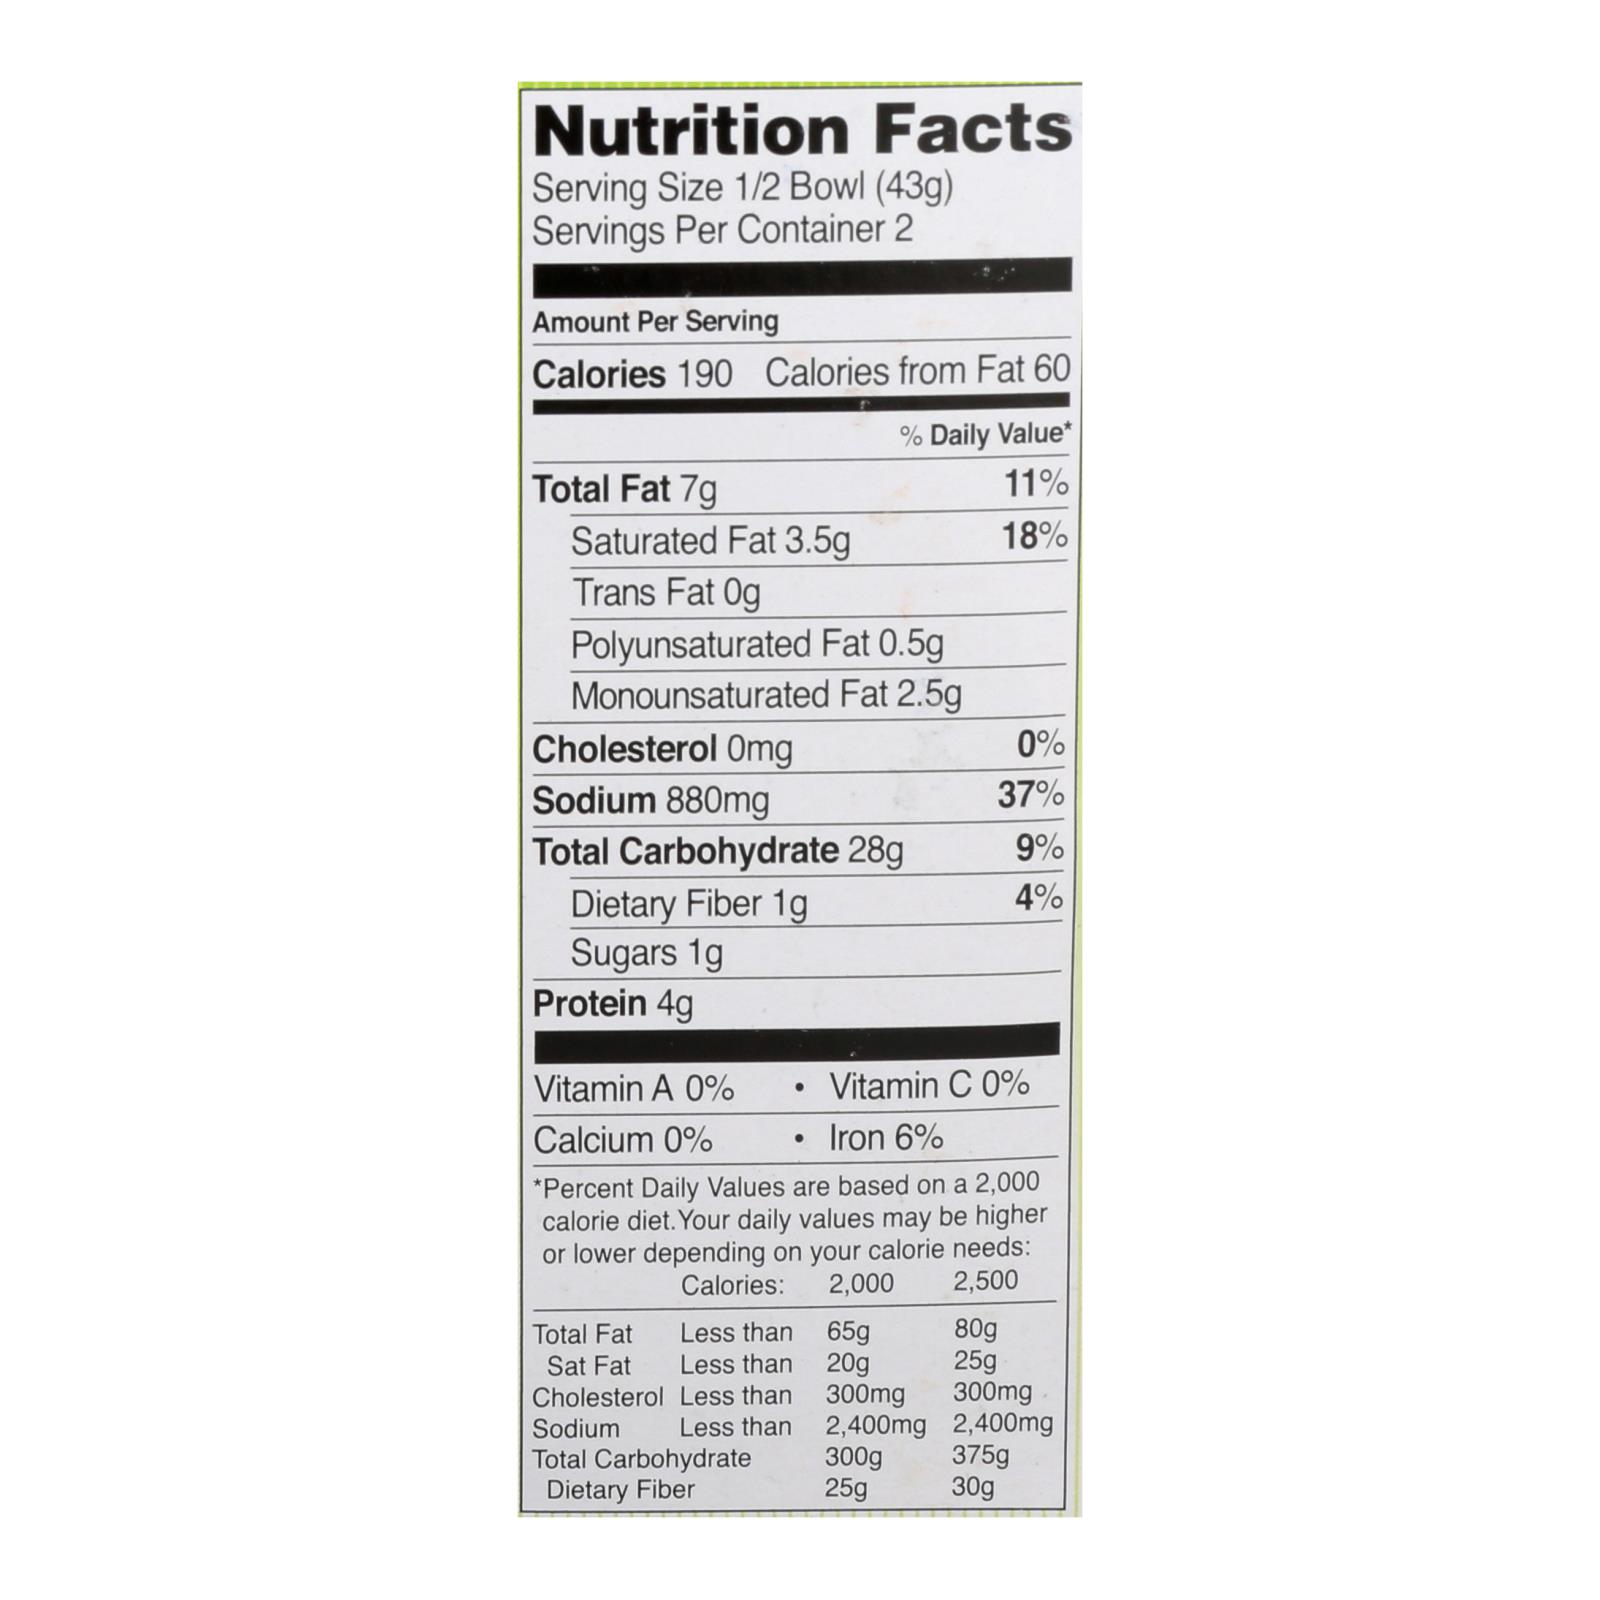 Nutrition Facts
Serving Size 1/2 Bowl (43g)
Servings Per Container 2
Amount Per Serving
Calories 190 Calories from Fat 60
% Daily Value*
Total Fat 7g 11%
Saturated Fat 3.5g 18%
Trans Fat 0g
Polyunsaturated Fat 0.5g
Monounsaturated Fat 2.5g
Cholesterol 0mg 0%
Sodium 880mg 37%
Total Carbohydrate 28g 9%
Dietary Fiber 1g 4%
Sugars 1g
Protein 4g
Vitamin A 0% • Vitamin C 0%
Calcium 0% • Iron 6%
*Percent Daily Values are based on a 2,000
calorie diet. Your daily values may be higher
or lower depending on your calorie needs:
Calories: 2,000 2,500
Total Fat Less than 65g 80g
Sat Fat Less than 20g 25g
Cholesterol Less than 300mg 300mg
Sodium Less than 2,400mg 2,400mg
Total Carbohydrate 300g 375g
Dietary Fiber 25g 30g